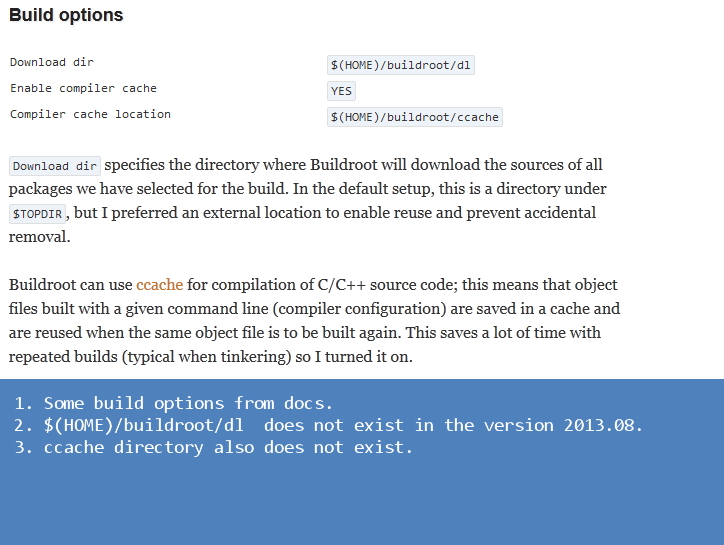 Build options
Download dir $(HOME)/buildroot/dl
Enable compiler cache YES
Compiler cache location $(HOME)/buildroot/ccache
Download dir specifies the directory where Buildroot will download the sources of all
packages we have selected for the build. In the default setup, this is a directory under
$TOPDIR, but I preferred an external location to enable reuse and prevent accidental
removal.
Buildroot can use ccache for compilation of C/C++ source code; this means that object
files built with a given command line (compiler configuration) are saved in a cache and
are reused when the same object file is to be built again. This saves a lot of time with
repeated builds (typical when tinkering) so I turned it on.
1. Some build options from docs.
2. $(HOME)/buildroot/dl does not exist in the version 2013.08.
3. ccache directory also does not exist.